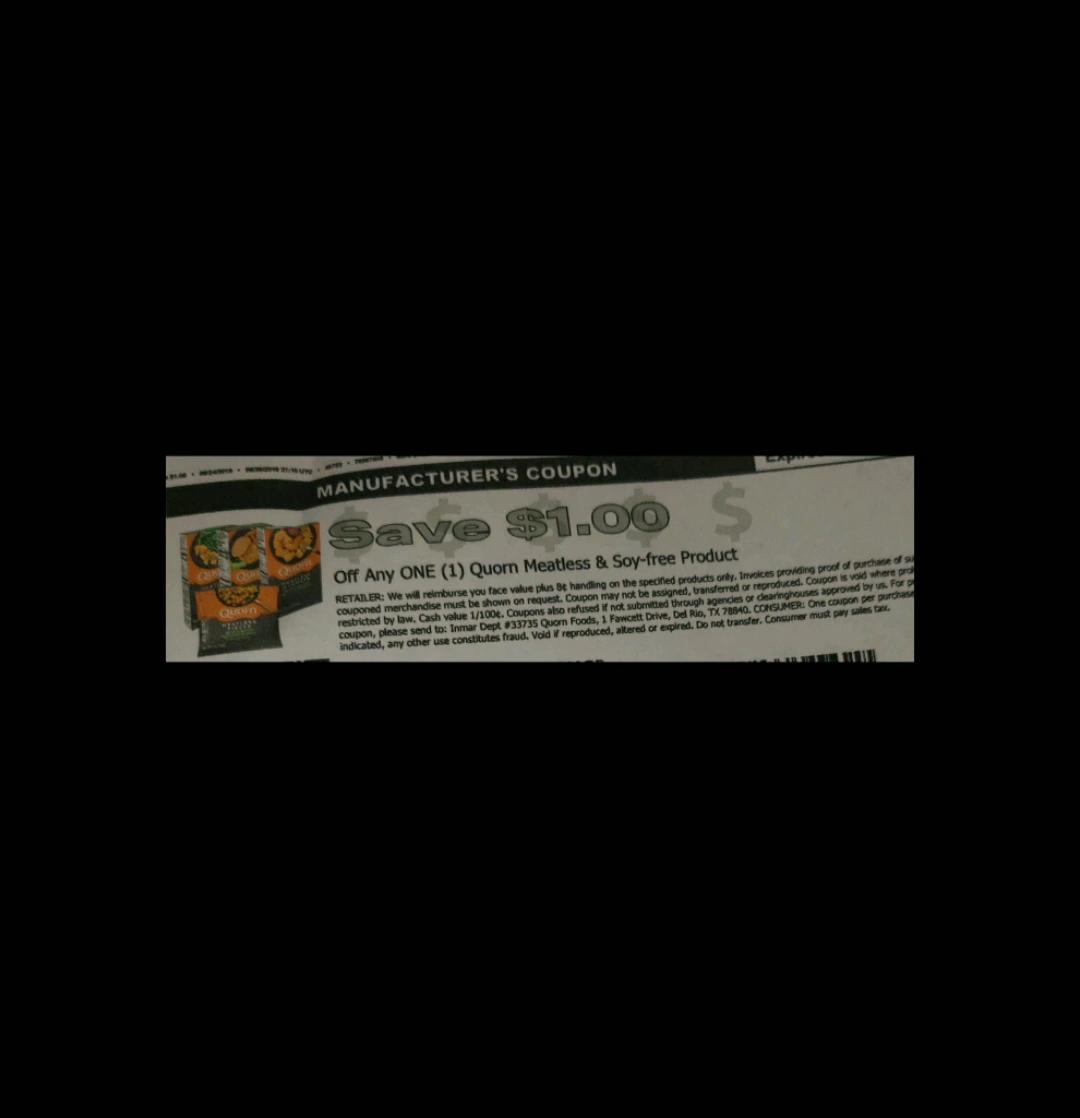 MANUFACTURER'S COUPON
Save $1.00 $
Off Any ONE (1) Quorn Meatless & Soy-free Product
RETAILER: We will reimburse you face value plus 8¢ handling on the specified products only. Invoices providing proof of purchase of
couponed merchandise must be shown on request. Coupon may not be assigned, transferred or reproduced. Coupon is void where
restricted by law. Cash value 1/100¢. Coupons also refused if not submitted through agencies or clearinghouses approved by us. For
coupon, please send to: Inmar Dept #33735 Quorn Foods, 1 Fawcett Drive, Del Rio, TX 78840. CONSUMER: One coupon per purchase
indicated, any other use constitutes fraud. Void if reproduced, altered or expired. Do not transfer. Consumer must pay sales tax.
Quorn
Quorn